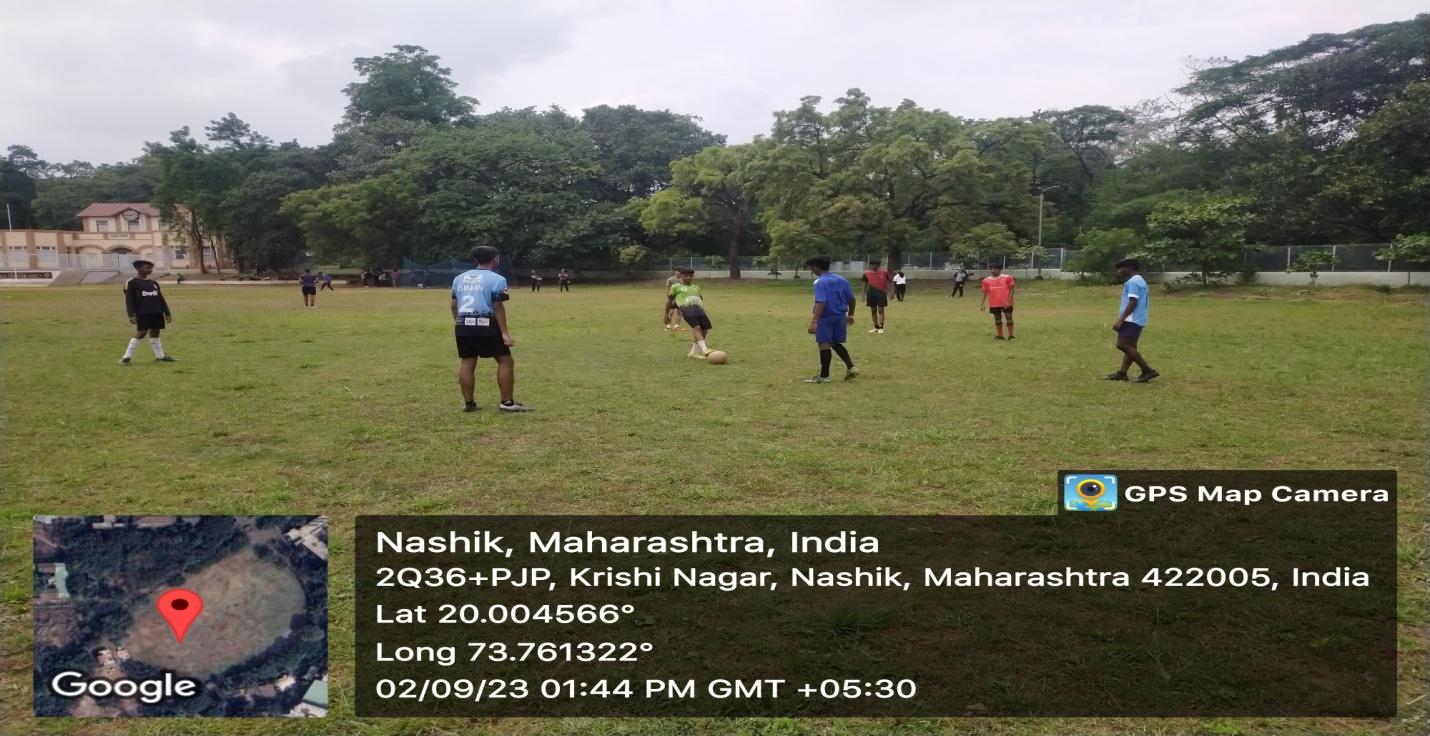 ISHAAN
2
GPS Map Camera
Nashik, Maharashtra, India
2Q36+PJP, Krishi Nagar, Nashik, Maharashtra 422005, India
Lat 20.004566°
Long 73.761322°
02/09/23 01:44 PM GMT +05:30
Google